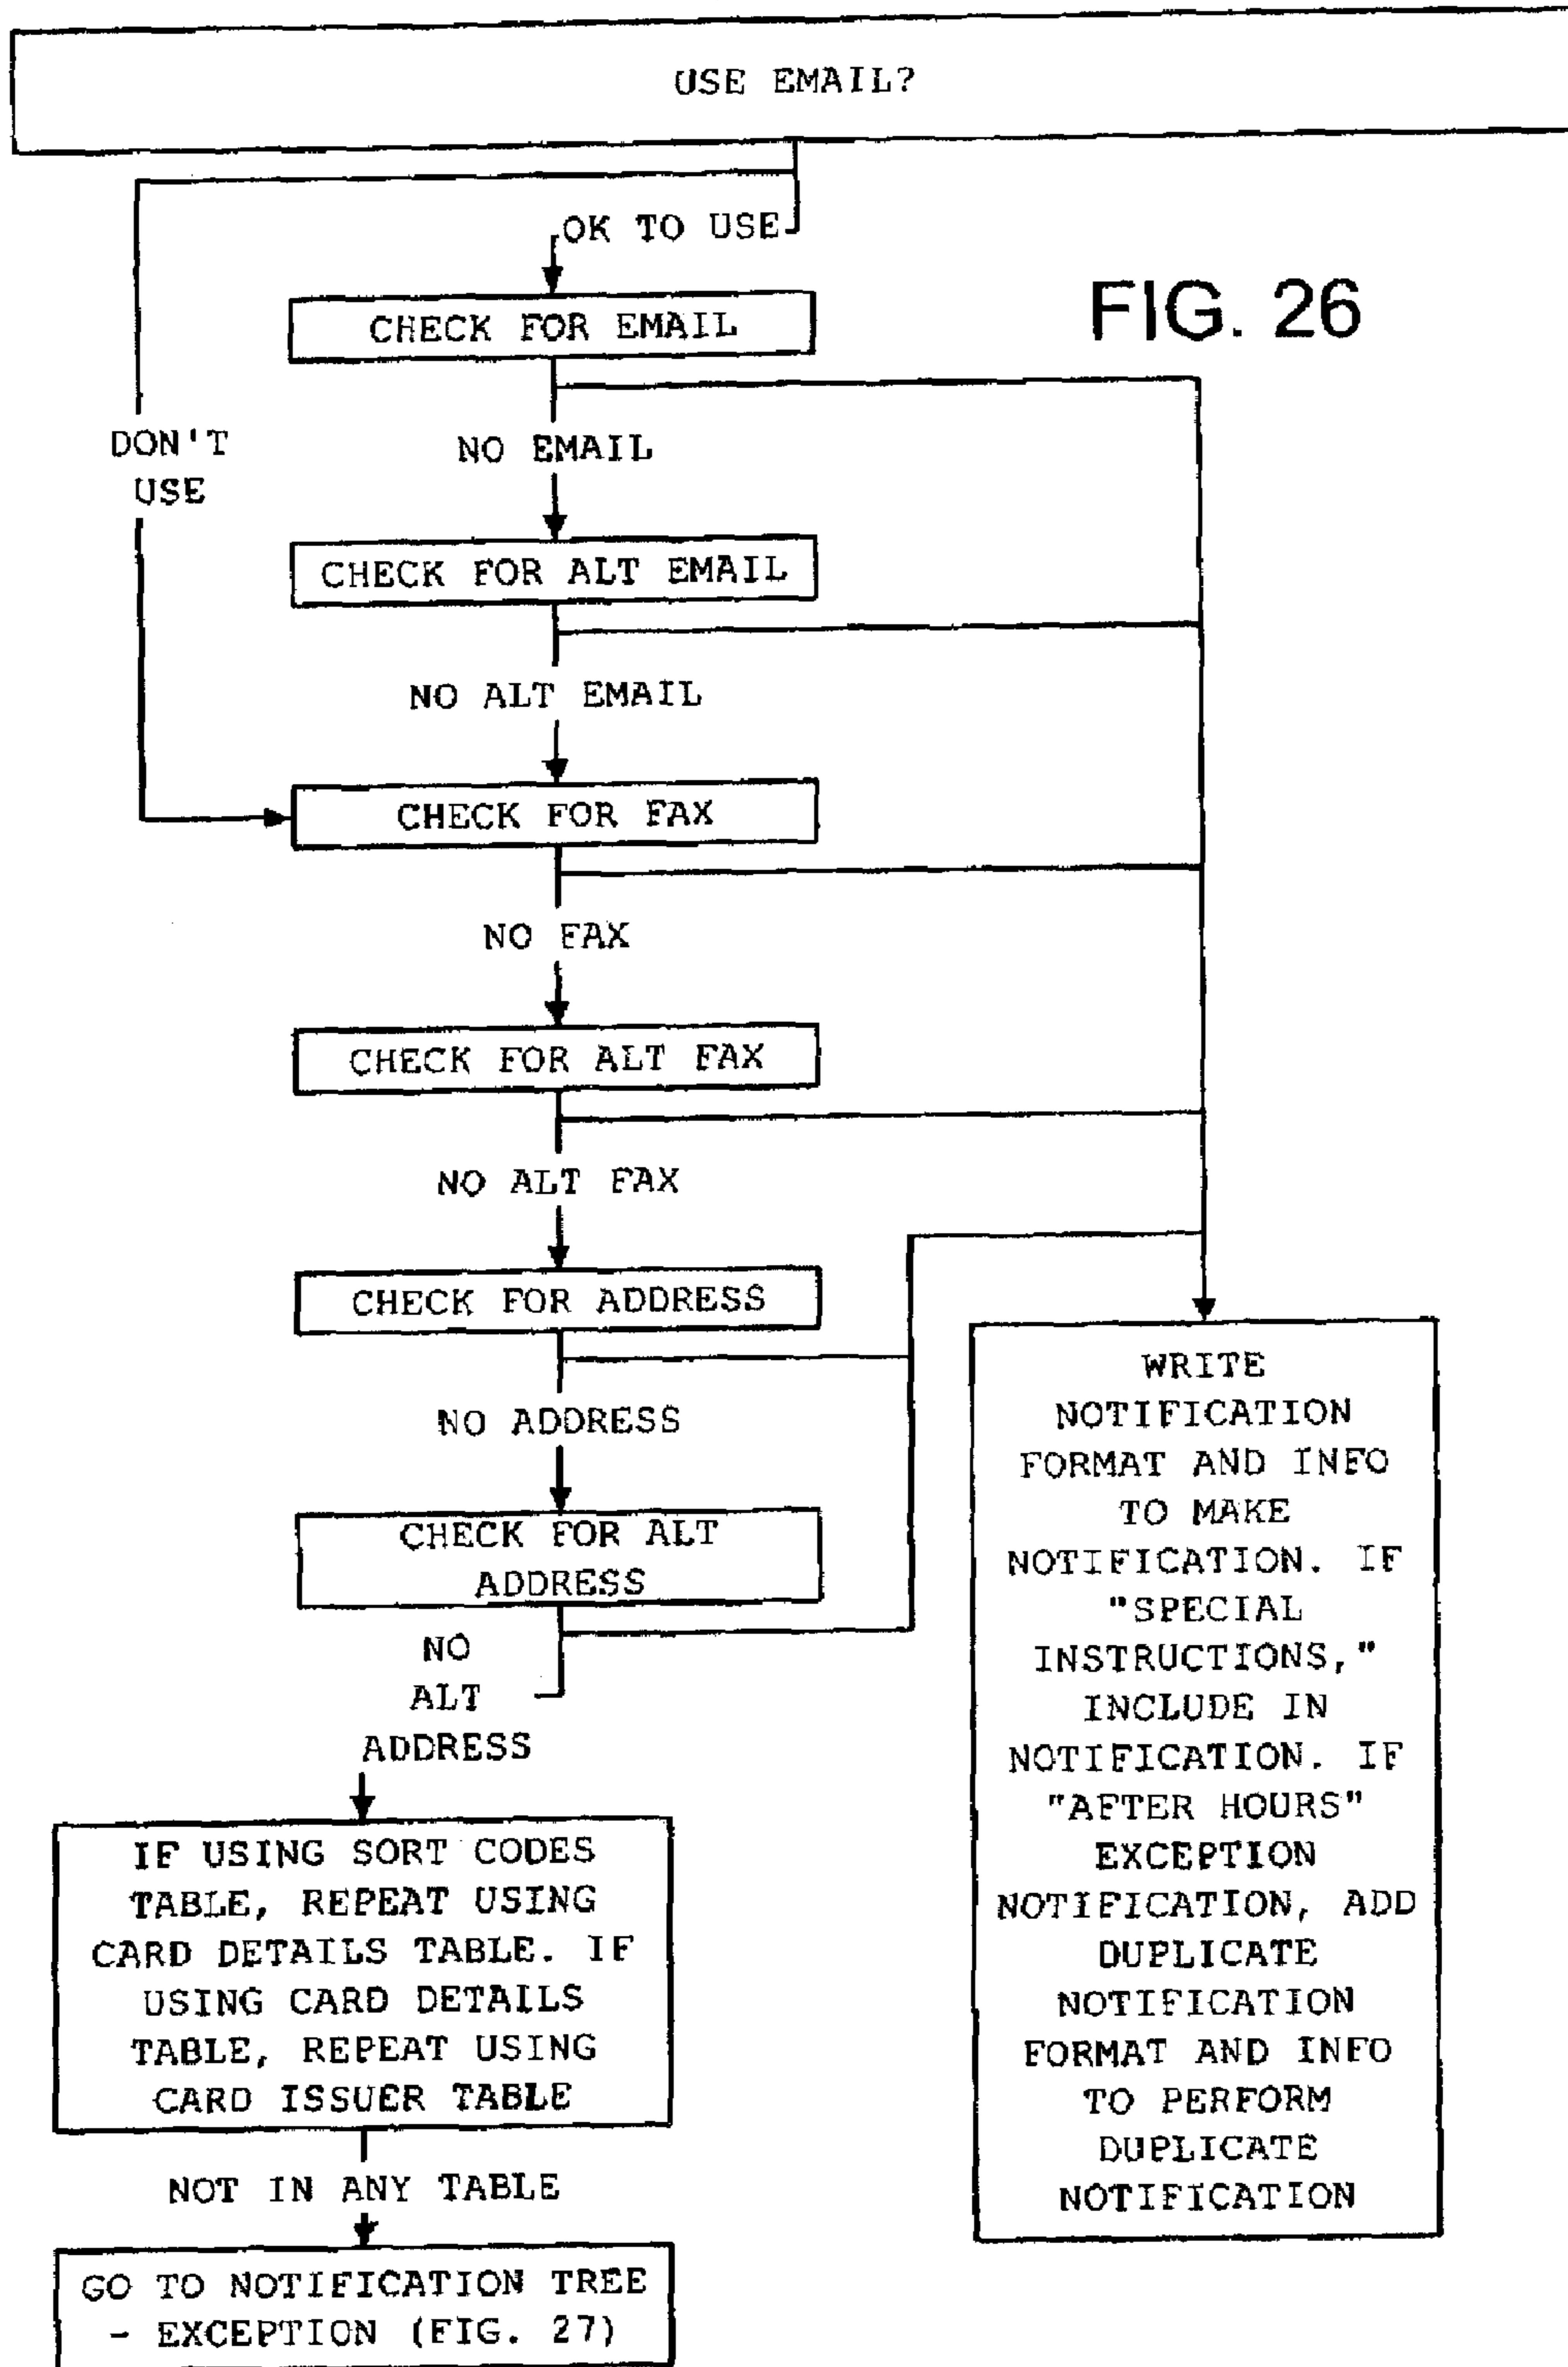 USE EMAIL?
OK TO USE
FIG. 26
CHECK FOR EMAIL
DON'T
USE
NO EMAIL
CHECK FOR ALT EMAIL
NO ALT EMAIL
CHECK FOR FAX
NO FAX
CHECK FOR ALT FAX
NO ALT FAX
CHECK FOR ADDRESS
NO ADDRESS
CHECK FOR ALT
ADDRESS
NO
ALT
ADDRESS
IF USING SORT CODES
TABLE, REPEAT USING
CARD DETAILS TABLE. IF
USING CARD DETAILS
TABLE, REPEAT USING
CARD ISSUER TABLE
NOT IN ANY TABLE
GO TO NOTIFICATION TREE
- EXCEPTION (FIG. 27)
WRITE
NOTIFICATION
FORMAT AND INFO
TO MAKE
NOTIFICATION. IF
"SPECIAL
INSTRUCTIONS,"
INCLUDE IN
NOTIFICATION. IF
"AFTER HOURS"
EXCEPTION
NOTIFICATION, ADD
DUPLICATE
NOTIFICATION
FORMAT AND INFO
TO PERFORM
DUPLICATE
NOTIFICATION